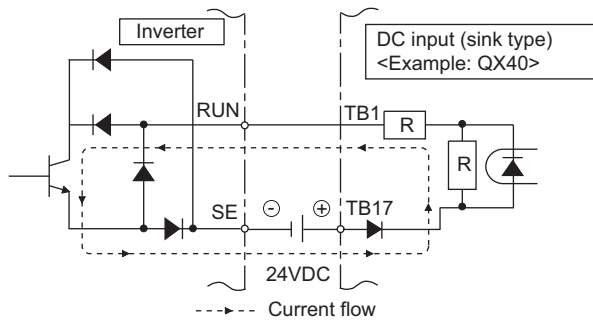 Inverter
DC input (sink type)
<Example: QX40>
RUN
TB1
R
R
SE
⊖
⊕
TB17
24VDC
Current flow